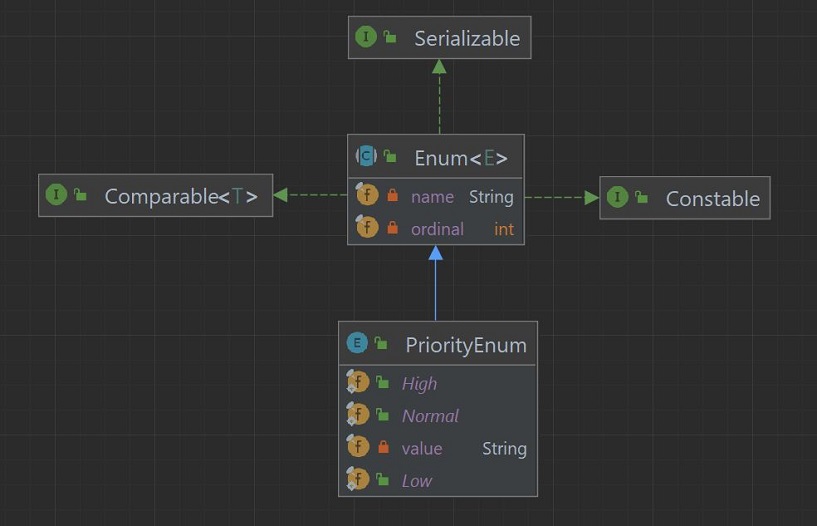 Serializable
Enum<E>
name String
ordinal int
Comparable<T>
Constable
PriorityEnum
High
Normal
value String
Low